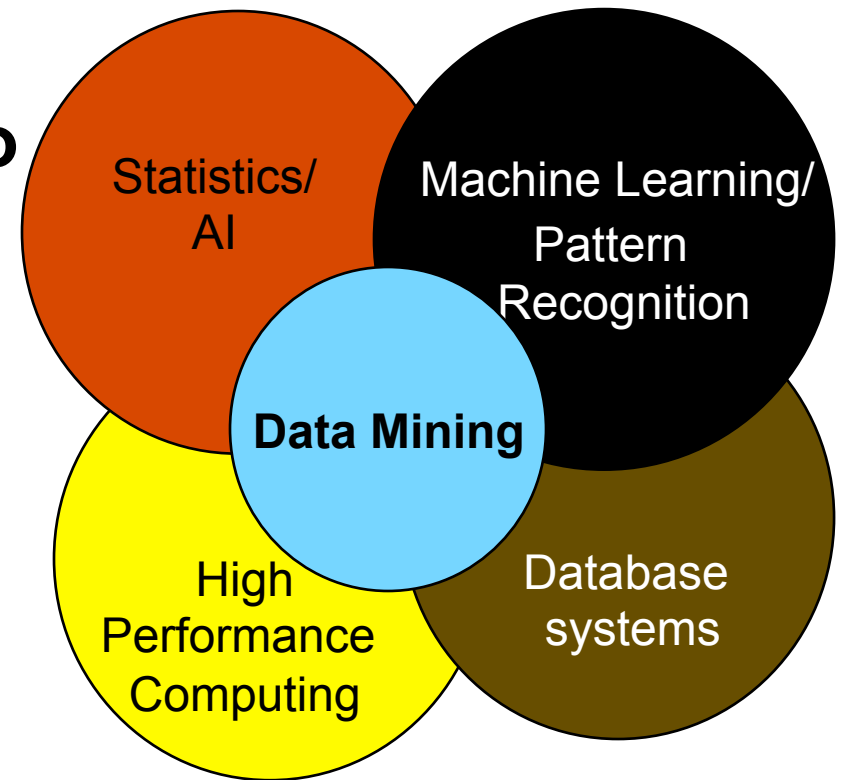 Statistics/
AI
Machine Learning/
Pattern
Recognition
Data Mining
High
Performance
Computing
Database
systems